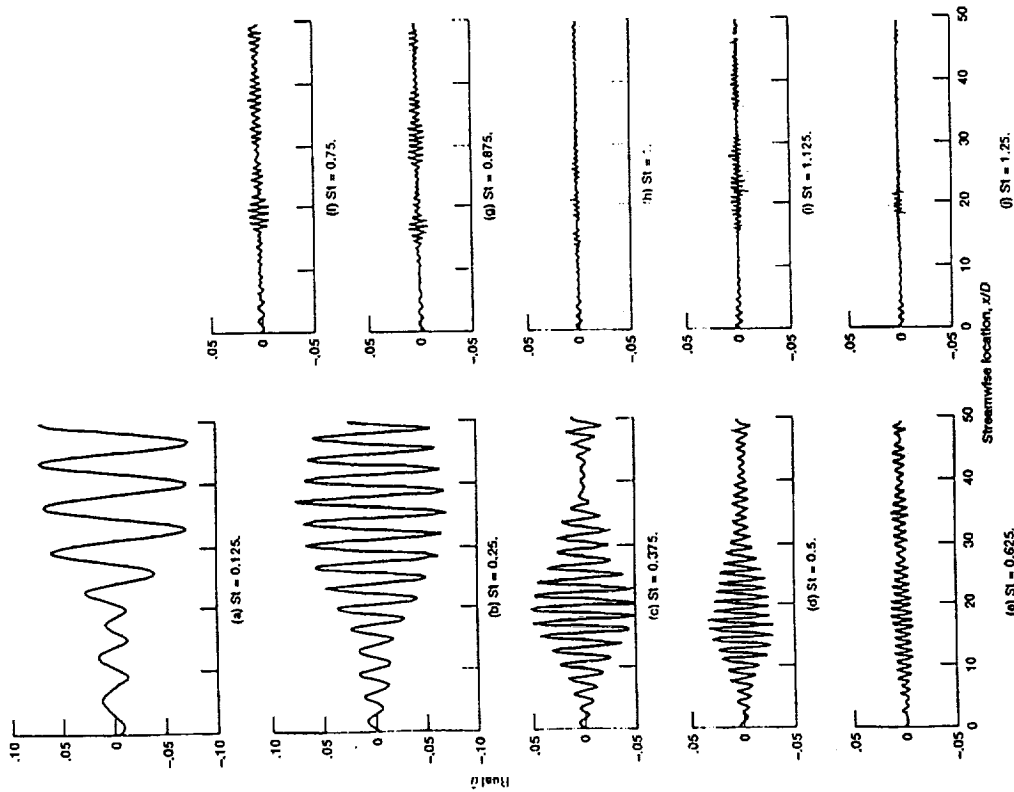 .10
.05
0
-.05
-.10
(a) St = 0.125.
.10
.05
0
-.05
-.10
(b) St = 0.25.
.05
0
-.05
(c) St = 0.375.
.05
0
-.05
(d) St = 0.5.
.05
0
-.05
0 10 20 30 40 50
(e) St = 0.625.
.05
0
-.05
(f) St = 0.75.
.05
0
-.05
(g) St = 0.875.
.05
0
-.05
.05
0
-.05
(i) St = 1.125.
.05
0
-.05
0 10 20 30 40 50
(j) St = 1.25.
Streamwise location, x/D